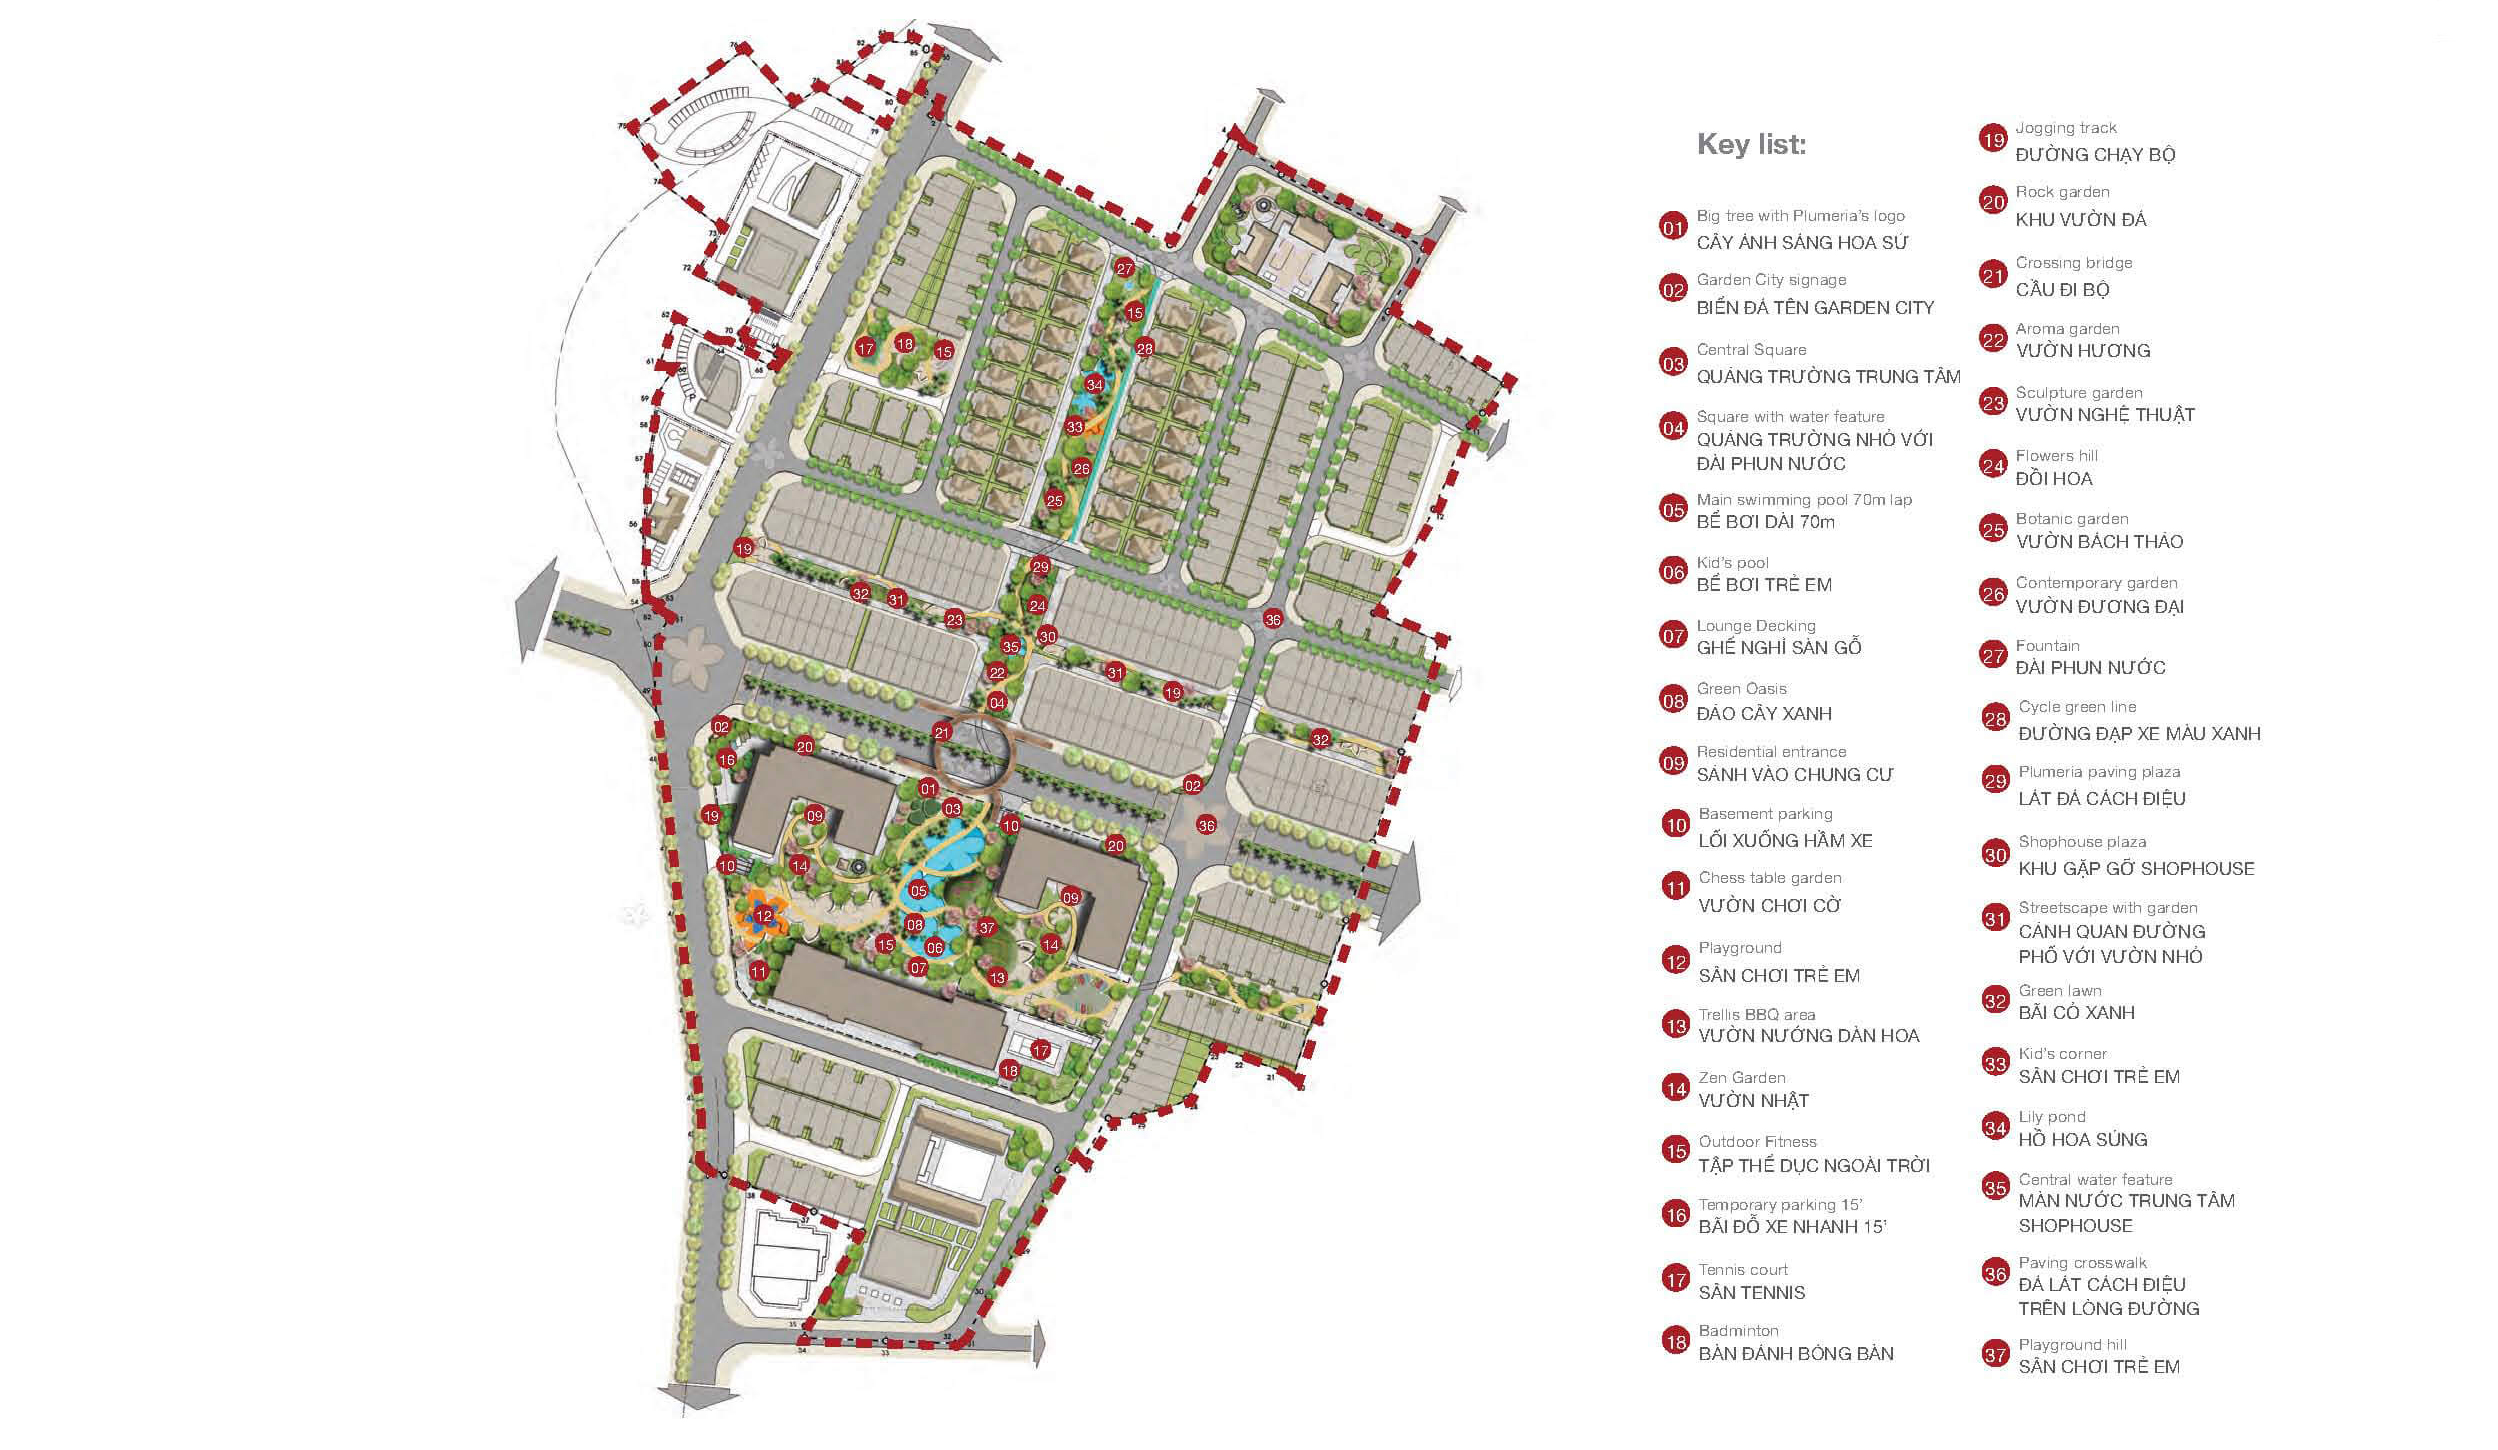 Key list:
01 Big tree with Plumeria's logo
CÂY ÁNH SÁNG HOA SỨ
02 Garden City signage
BIỂN ĐÁ TÊN GARDEN CITY
03 Central Square
QUẢNG TRƯỜNG TRUNG TÂM
04 Square with water feature
QUẢNG TRƯỜNG NHỎ VỚI
ĐÀI PHUN NƯỚC
05 Main swimming pool 70m lap
BỂ BƠI DÀI 70m
06 Kid's pool
BỂ BƠI TRẺ EM
07 Lounge Decking
GHẾ NGHỈ SÀN GỖ
08 Green Oasis
ĐẢO CÂY XANH
09 Residential entrance
SẢNH VÀO CHUNG CƯ
10 Basement parking
LỐI XUỐNG HẦM XE
11 Chess table garden
VƯỜN CHƠI CỜ
12 Playground
SÂN CHƠI TRẺ EM
13 Trellis BBQ area
VƯỜN NƯỚNG DÀN HOA
14 Zen Garden
VƯỜN NHẬT
15 Outdoor Fitness
TẬP THỂ DỤC NGOÀI TRỜI
16 Temporary parking 15'
BÃI ĐỖ XE NHANH 15'
17 Tennis court
SÂN TENNIS
18 Badminton
BÀN ĐÁNH BÓNG BÀN
19 Jogging track
ĐƯỜNG CHẠY BỘ
20 Rock garden
KHU VƯỜN ĐÁ
21 Crossing bridge
CẦU ĐI BỘ
22 Aroma garden
VƯỜN HƯƠNG
23 Sculpture garden
VƯỜN NGHỆ THUẬT
24 Flowers hill
ĐỒI HOA
25 Botanic garden
VƯỜN BÁCH THẢO
26 Contemporary garden
VƯỜN ĐƯƠNG ĐẠI
27 Fountain
ĐÀI PHUN NƯỚC
28 Cycle green line
ĐƯỜNG ĐẠP XE MÀU XANH
29 Plumeria paving plaza
LÁT ĐÁ CÁCH ĐIỆU
30 Shophouse plaza
KHU GẶP GỠ SHOPHOUSE
31 Streetscape with garden
CẢNH QUAN ĐƯỜNG
PHỐ VỚI VƯỜN NHỎ
32 Green lawn
BÃI CỎ XANH
33 Kid's corner
SÂN CHƠI TRẺ EM
34 Lily pond
HỒ HOA SÚNG
35 Central water feature
MÀN NƯỚC TRUNG TÂM
SHOPHOUSE
36 Paving crosswalk
ĐÁ LÁT CÁCH ĐIỆU
TRÊN LÒNG ĐƯỜNG
37 Playground hill
SÂN CHƠI TRẺ EM
27
15
17
18
15
28
34
33
26
25
19
29
32
31
24
23
36
30
35
31
22
19
04
02
21
32
20
16
02
01
03
19
09
10
36
20
10
14
05
09
12
08
37
15
06
14
11
07
13
17
18